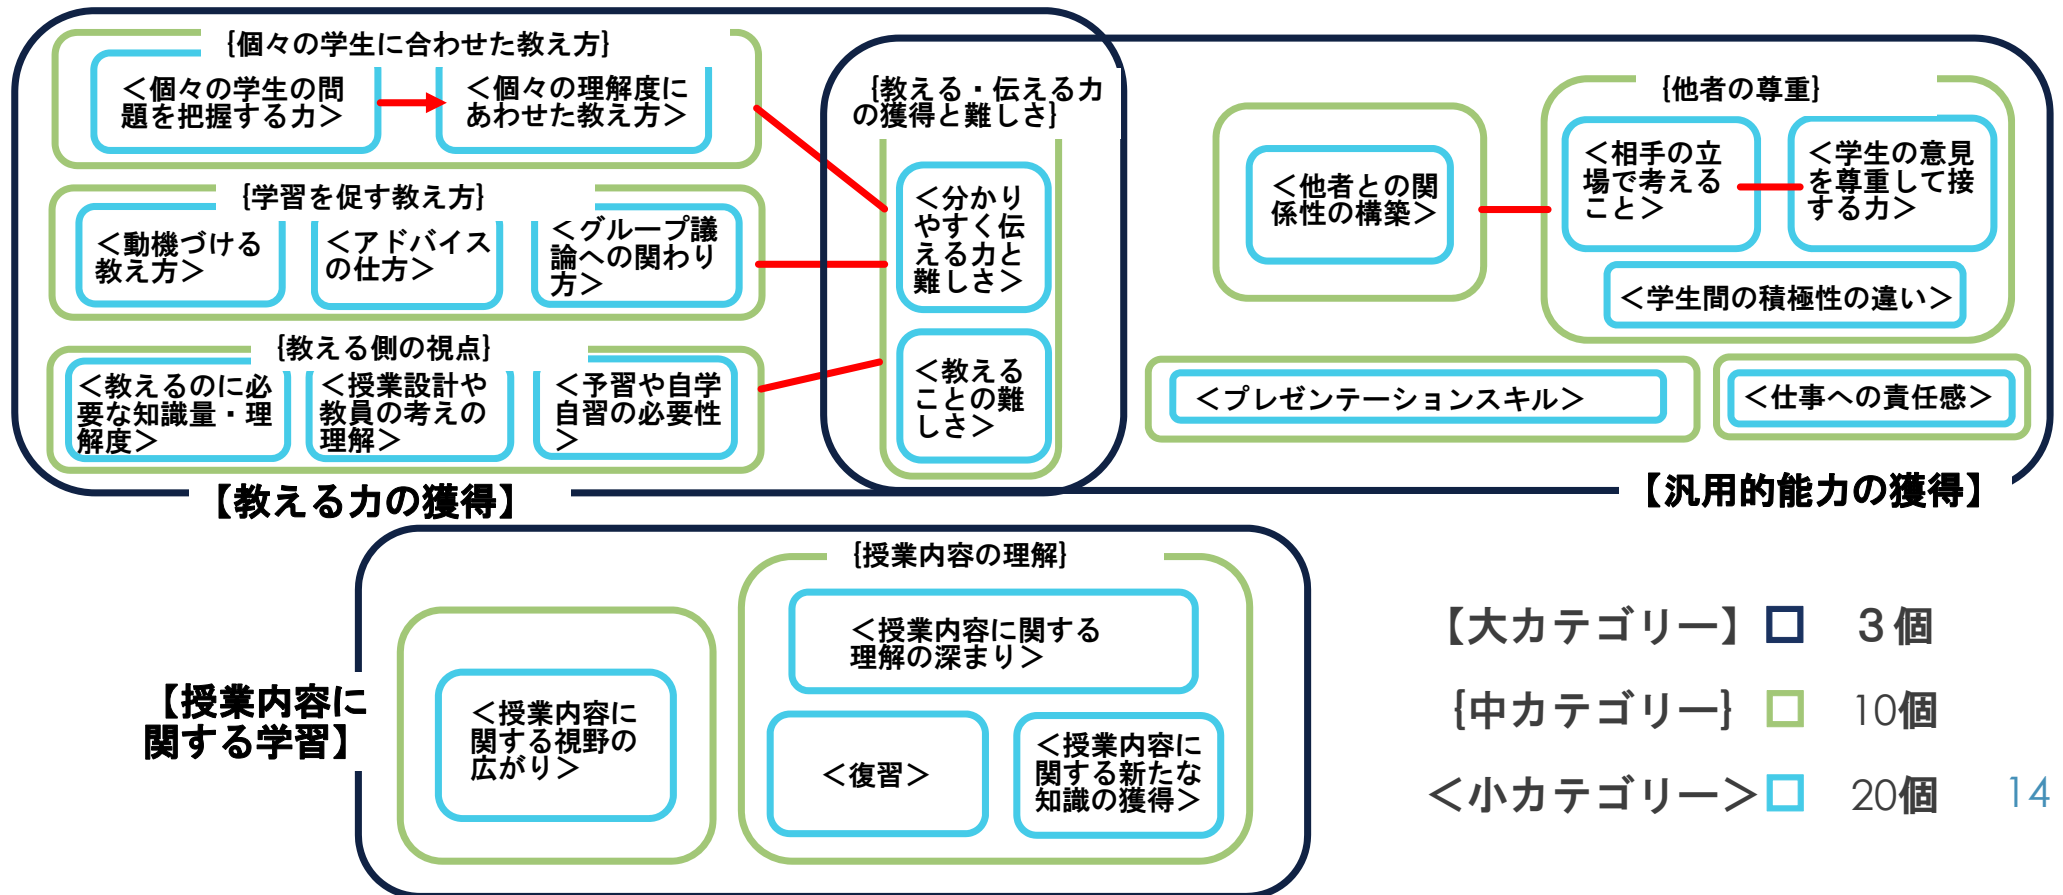 {個々の学生に合わせた教え方}
＜個々の学生の問
題を把握する力＞
＜個々の理解度に
あわせた教え方＞
{学習を促す教え方}
＜動機づける
教え方＞
＜アドバイス
の仕方＞
＜グループ議
論への関わり
方＞
{教える側の視点}
＜教えるのに必
要な知識量・理
解度＞
＜授業設計や
教員の考えの
理解＞
＜予習や自学
自習の必要性
＞
【教える力の獲得】
{教える・伝える力
の獲得と難しさ}
＜分かり
やすく伝
える力と
難しさ＞
＜教える
ことの難
しさ＞
＜他者との関
係性の構築＞
{他者の尊重}
＜相手の立
場で考える
こと＞
＜学生の意見
を尊重して接
する力＞
＜学生間の積極性の違い＞
＜プレゼンテーションスキル＞
＜仕事への責任感＞
【汎用的能力の獲得】
【授業内容に
関する学習】
＜授業内容に
関する視野の
広がり＞
{授業内容の理解}
＜授業内容に関する
理解の深まり＞
＜復習＞
＜授業内容に
関する新たな
知識の獲得＞
【大カテゴリー】 3個
{中カテゴリー} 10個
＜小カテゴリー＞ 20個
14